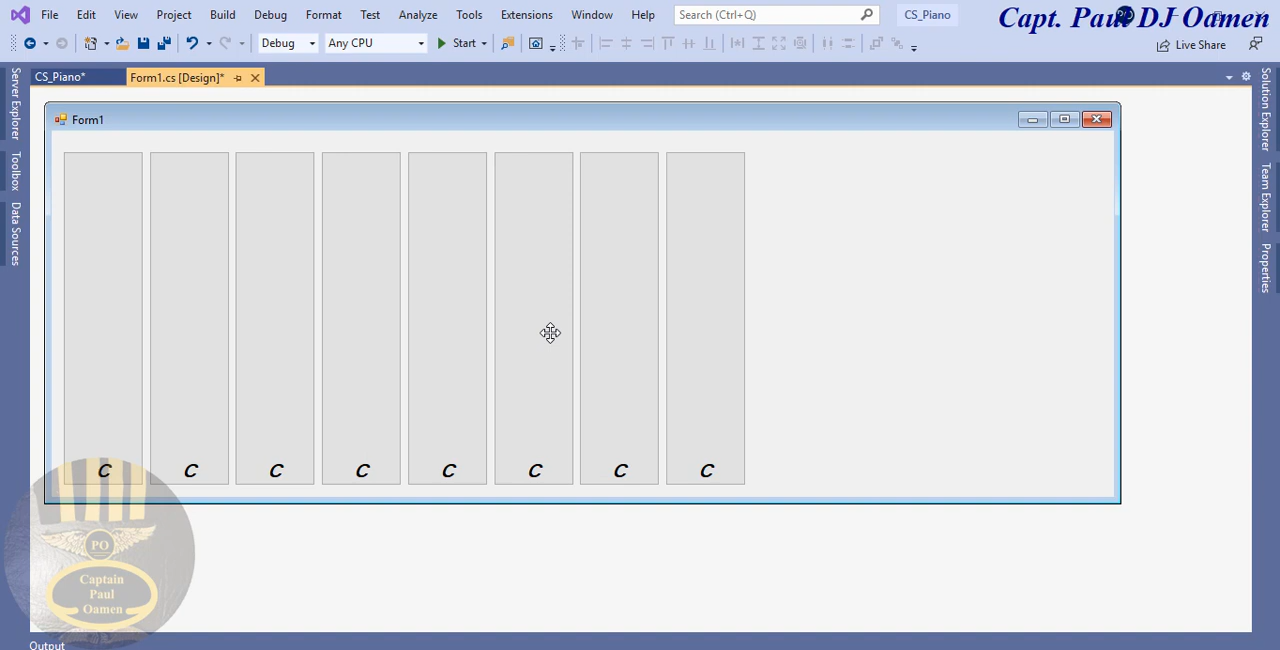 File Edit View Project Build Debug Format Test Analyze Tools Extensions Window Help Search (Ctrl+Q) CS_Piano
Capt. Paul DJ Oamen
Debug Any CPU Start Live Share
CS_Piano* Form1.cs [Design]*
Server Explorer
Toolbox
Data Sources
Solution Explorer
Team Explorer
Properties
Form1
C C C C C C C C
PO
Captain
Paul
Oamen
Output